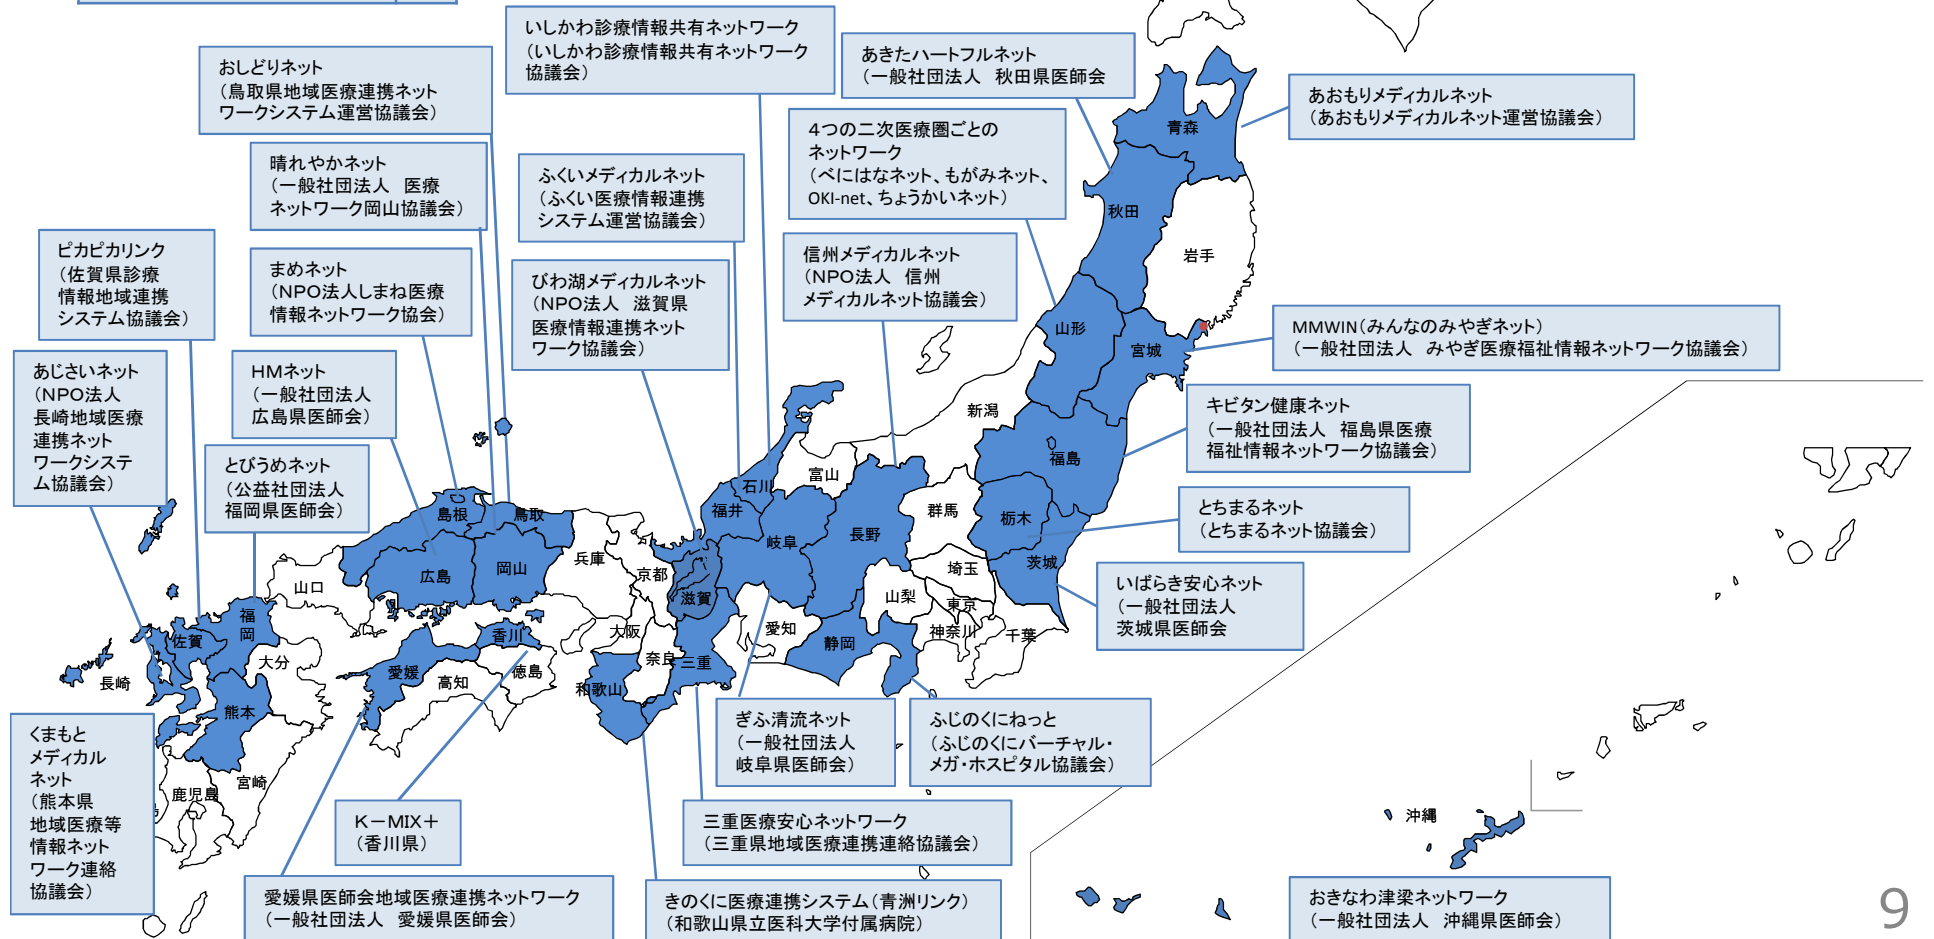 いしかわ診療情報共有ネットワーク
（いしかわ診療情報共有ネットワーク
協議会）
あきたハートフルネット
（一般社団法人　秋田県医師会
おしどりネット
（鳥取県地域医療連携ネット
ワークシステム運営協議会）
あおもりメディカルネット
（あおもりメディカルネット運営協議会）
4つの二次医療圏ごとの
ネットワーク
（べにはなネット、もがみネット、
OKI-net、ちょうかいネット）
晴れやかネット
（一般社団法人　医療
ネットワーク岡山協議会）
ふくいメディカルネット
（ふくい医療情報連携
システム運営協議会）
ピカピカリンク
（佐賀県診療
情報地域連携
システム協議会）
まめネット
（NPO法人しまね医療
情報ネットワーク協会）
びわ湖メディカルネット
（NPO法人　滋賀県
医療情報連携ネット
ワーク協議会）
信州メディカルネット
（NPO法人　信州
メディカルネット協議会）
MMWIN（みんなのみやぎネット）
（一般社団法人　みやぎ医療福祉情報ネットワーク協議会）
あじさいネット
（NPO法人
長崎地域医療
連携ネット
ワークシステ
ム協議会）
HMネット
（一般社団法人
広島県医師会）
キビタン健康ネット
（一般社団法人　福島県医療
福祉情報ネットワーク協議会）
とびうめネット
（公益社団法人
福岡県医師会）
とちまるネット
（とちまるネット協議会）
いばらき安心ネット
（一般社団法人
茨城県医師会
青森
秋田
岩手
山形
宮城
新潟
福島
富山
石川
福井
群馬
栃木
長野
岐阜
茨城
埼玉
島根
鳥取
兵庫
京都
滋賀
広島
岡山
山口
山梨
東京
神奈川
千葉
愛知
静岡
大阪
奈良
三重
和歌山
香川
徳島
愛媛
高知
福
岡
佐賀
大分
長崎
熊本
宮崎
鹿児島
沖縄
くまもと
メディカル
ネット
（熊本県
地域医療等
情報ネット
ワーク連絡
協議会）
ぎふ清流ネット
（一般社団法人
岐阜県医師会）
ふじのくにねっと
（ふじのくにバーチャル・
メガ・ホスピタル協議会）
K－MIX＋
（香川県）
三重医療安心ネットワーク
（三重県地域医療連携連絡協議会）
愛媛県医師会地域医療連携ネットワーク
（一般社団法人　愛媛県医師会）
きのくに医療連携システム（青洲リンク）
（和歌山県立医科大学付属病院）
おきなわ津梁ネットワーク
（一般社団法人　沖縄県医師会）
9